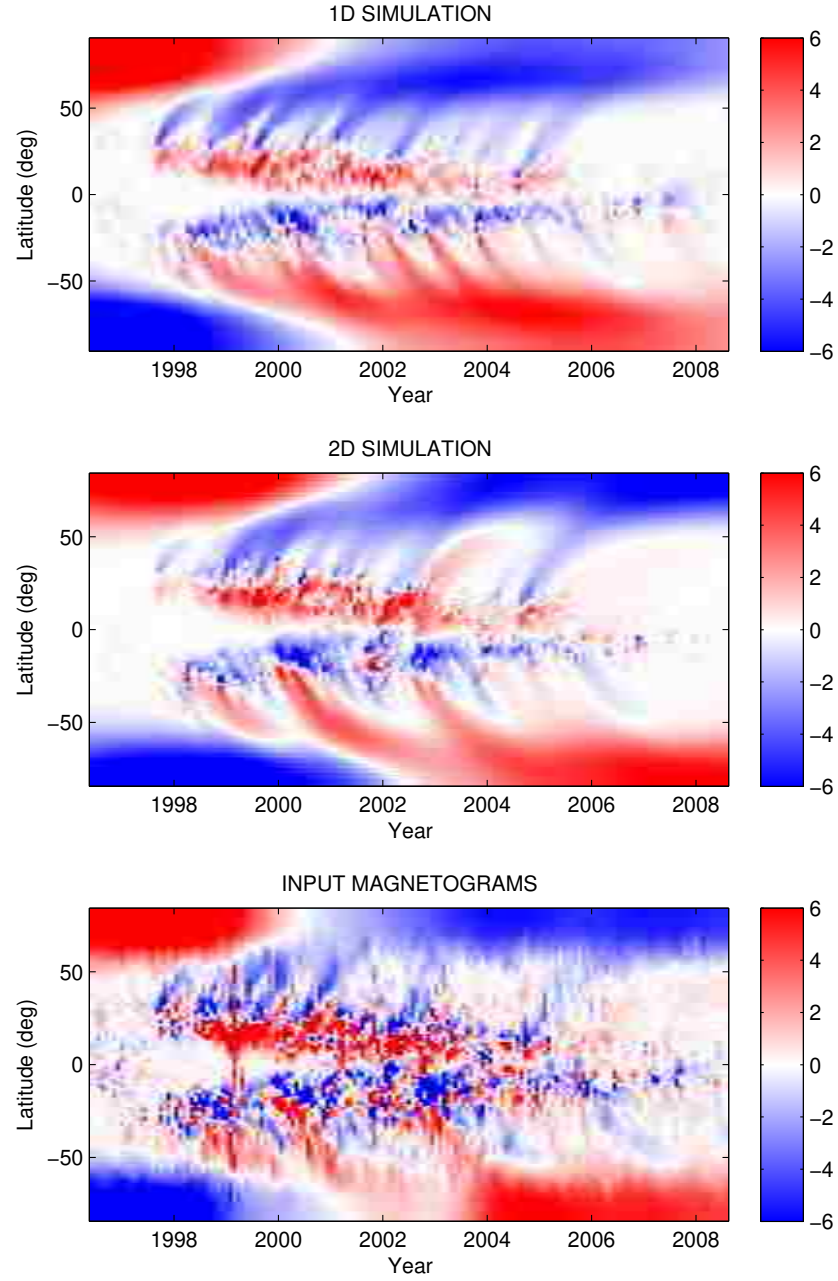 1D SIMULATION
50
0
−50
Latitude (deg)
1998 2000 2002 2004 2006 2008
Year
6
4
2
0
−2
−4
−6
2D SIMULATION
50
0
−50
Latitude (deg)
1998 2000 2002 2004 2006 2008
Year
6
4
2
0
−2
−4
−6
INPUT MAGNETOGRAMS
50
0
−50
Latitude (deg)
1998 2000 2002 2004 2006 2008
Year
6
4
2
0
−2
−4
−6